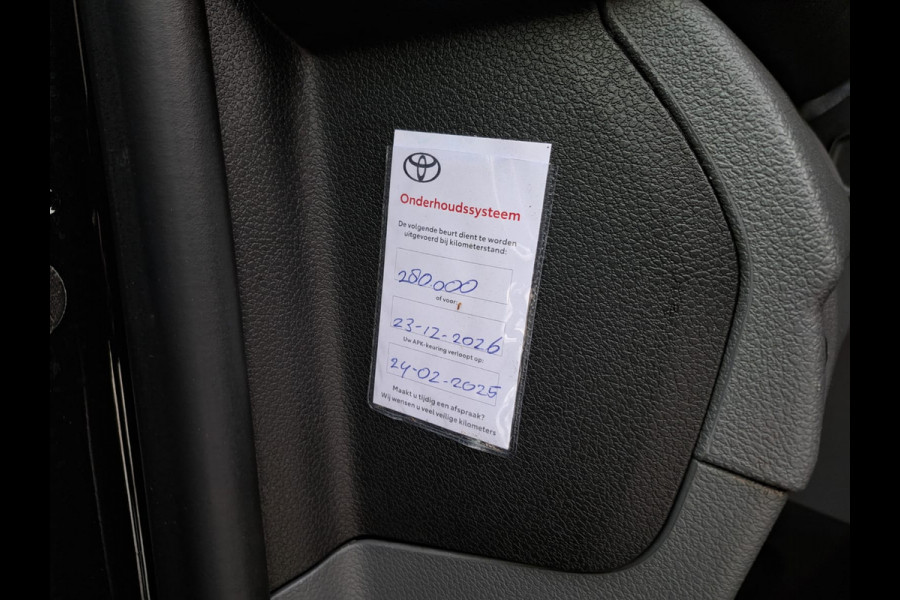 Onderhoudssysteem
De volgende beurt dient te worden
uitgevoerd bij kilometerstand:
280.000
of voor:
23-12-2026
Uw APK-keuring verloopt op:
24-02-2025
Maakt u tijdig een afspraak?
Wij wensen u veel veilige kilometers